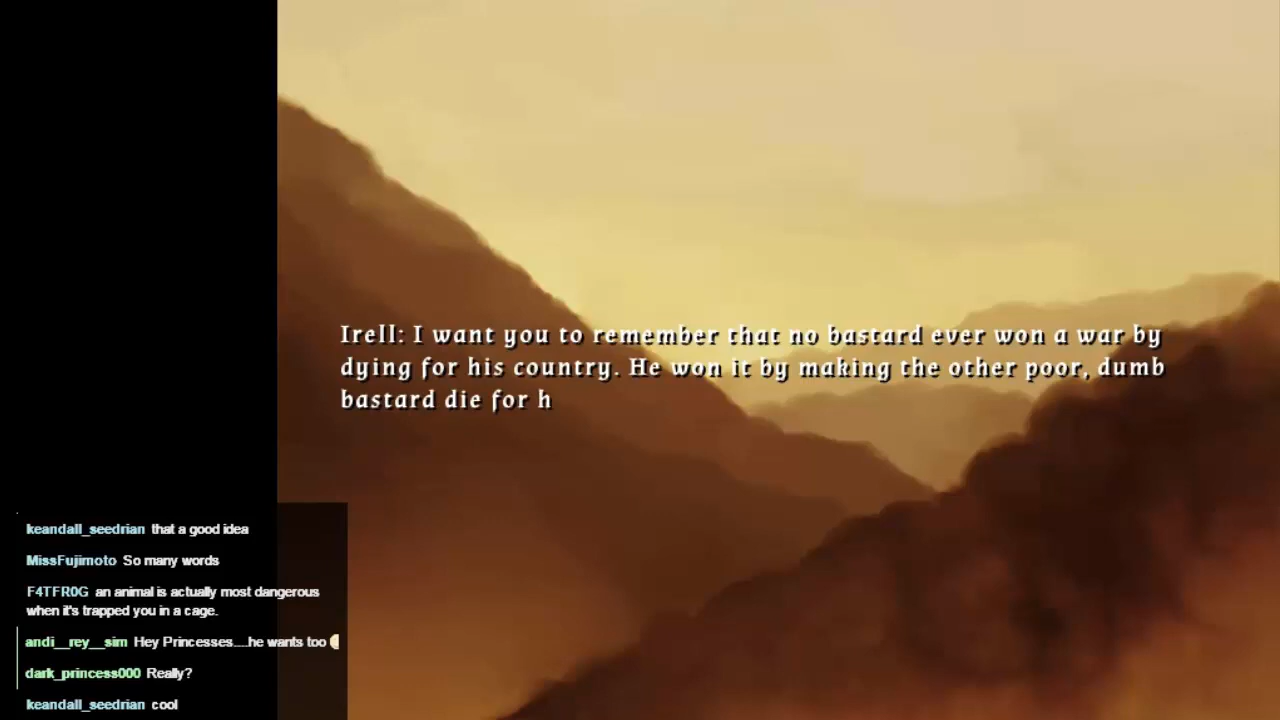 Irell: I want you to remember that no bastard ever won a war by
dying for his country. He won it by making the other poor, dumb
bastard die for h
keandall_seedrian that a good idea
MissFujimoto So many words
F4TFR0G an animal is actually most dangerous
when it's trapped you in a cage.
andi__rey__sim Hey Princesses....he wants too
dark_princess000 Really?
keandall_seedrian cool